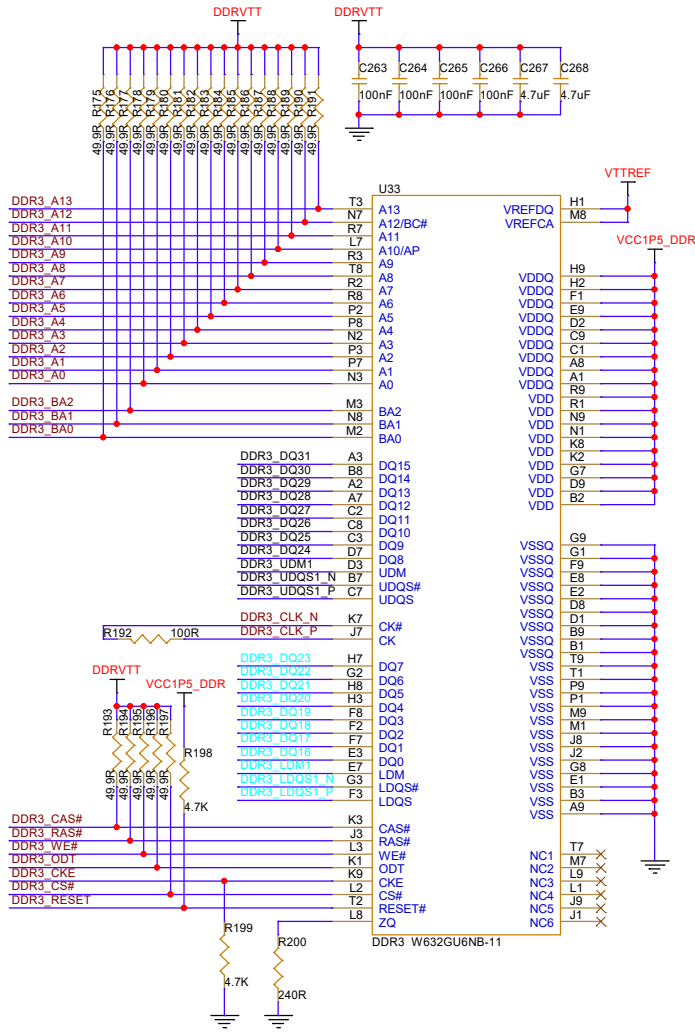 DDRVTT
DDRVTT
R175 49.9R
R176 49.9R
R177 49.9R
R178 49.9R
R179 49.9R
R180 49.9R
R181 49.9R
R182 49.9R
R183 49.9R
R184 49.9R
R185 49.9R
R186 49.9R
R187 49.9R
R188 49.9R
R189 49.9R
R190 49.9R
R191 49.9R
C263 C264 C265 C266 C267 C268
100nF 100nF 100nF 100nF 4.7uF 4.7uF
U33
VTTREF
VCC1P5_DDR
DDR3_A13 T3 A13
DDR3_A12 N7 A12/BC#
DDR3_A11 R7 A11
DDR3_A10 L7 A10/AP
DDR3_A9 R3 A9
DDR3_A8 T8 A8
DDR3_A7 R2 A7
DDR3_A6 R8 A6
DDR3_A5 P2 A5
DDR3_A4 P8 A4
DDR3_A3 N2 A3
DDR3_A2 P3 A2
DDR3_A1 P7 A1
DDR3_A0 N3 A0
DDR3_BA2 M3 BA2
DDR3_BA1 N8 BA1
DDR3_BA0 M2 BA0
DDR3_DQ31 A3 DQ15
DDR3_DQ30 B8 DQ14
DDR3_DQ29 A2 DQ13
DDR3_DQ28 A7 DQ12
DDR3_DQ27 C2 DQ11
DDR3_DQ26 C8 DQ10
DDR3_DQ25 C3 DQ9
DDR3_DQ24 D7 DQ8
DDR3_UDM1 D3 UDM
DDR3_UDQS1_N B7 UDQS#
DDR3_UDQS1_P C7 UDQS
DDR3_CLK_N K7 CK#
R192 100R DDR3_CLK_P J7 CK
DDR3_DQ23 H7 DQ7
DDR3_DQ22 G2 DQ6
DDR3_DQ21 H8 DQ5
DDR3_DQ20 H3 DQ4
DDR3_DQ19 F8 DQ3
DDR3_DQ18 F2 DQ2
DDR3_DQ17 F7 DQ1
DDR3_DQ16 E3 DQ0
DDR3_LDM1 E7 LDM
DDR3_LDQS1_N G3 LDQS#
DDR3_LDQS1_P F3 LDQS
DDRVTT
VCC1P5_DDR
R193 49.9R
R194 49.9R
R195 49.9R
R196 49.9R
R197 49.9R
R198
4.7K
DDR3_CAS# K3 CAS#
DDR3_RAS# J3 RAS#
DDR3_WE# L3 WE#
DDR3_ODT K1 ODT
DDR3_CKE K9 CKE
DDR3_CS# L2 CS#
DDR3_RESET T2 RESET#
L8 ZQ
R199
4.7K
R200
240R
DDR3_W632GU6NB-11
VREFDQ H1
VREFCA M8
VDDQ H9
VDDQ H2
VDDQ F1
VDDQ E9
VDDQ D2
VDDQ C9
VDDQ C1
VDDQ A8
VDDQ A1
VDD R9
VDD R1
VDD N9
VDD N1
VDD K8
VDD K2
VDD G7
VDD D9
VDD B2
VSSQ G9
VSSQ G1
VSSQ F9
VSSQ E8
VSSQ E2
VSSQ D8
VSSQ D1
VSSQ B9
VSSQ B1
VSS T9
VSS T1
VSS P9
VSS P1
VSS M9
VSS M1
VSS J8
VSS J2
VSS G8
VSS E1
VSS B3
VSS A9
NC1 T7
NC2 M7
NC3 L9
NC4 L1
NC5 J9
NC6 J1